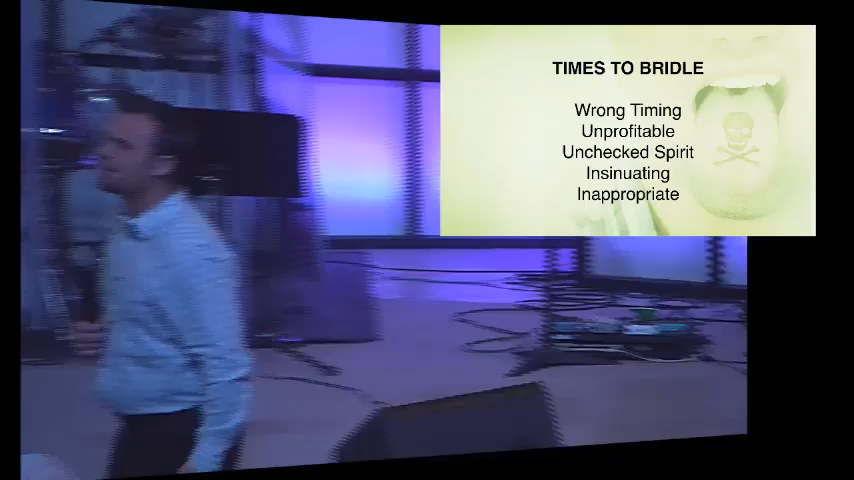 TIMES TO BRIDLE
Wrong Timing
Unprofitable
Unchecked Spirit
Insinuating
Inappropriate